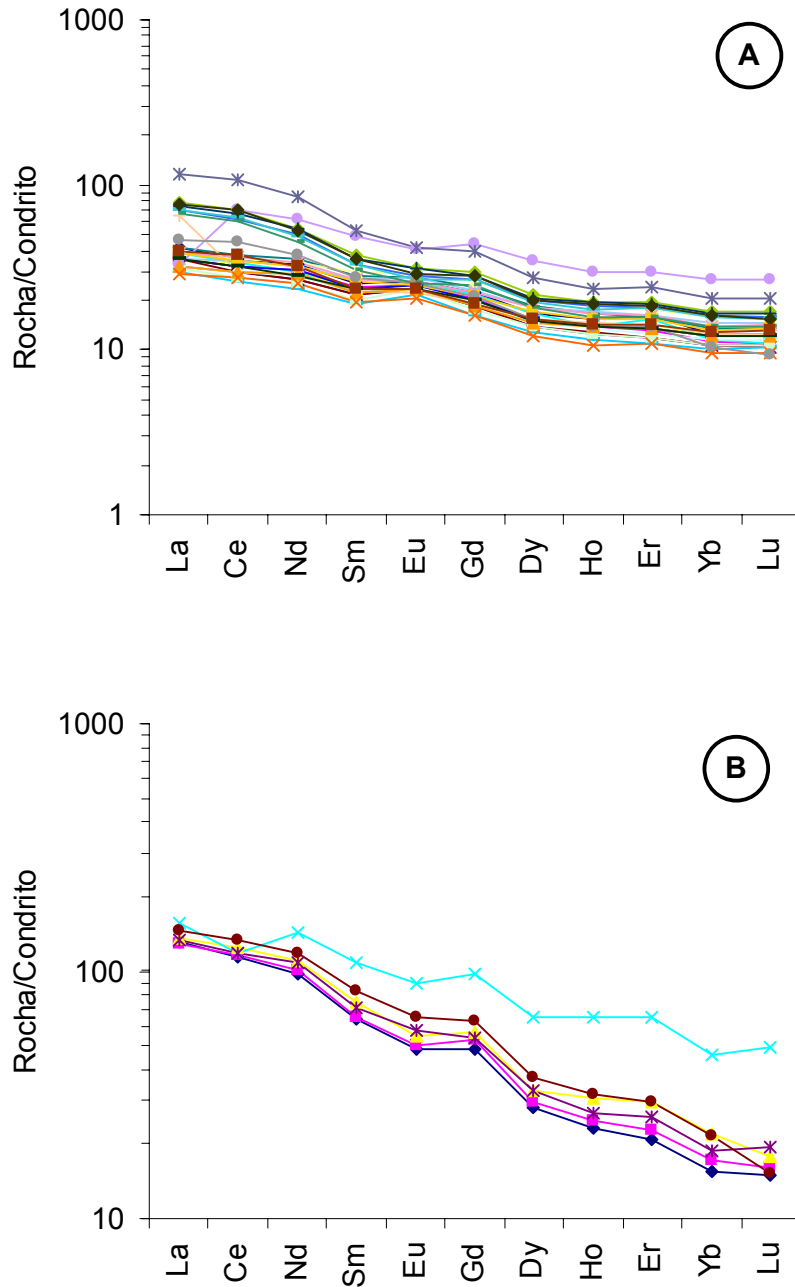 1000
A
100
Rocha/Condrito
10
1
La Ce Nd Sm Eu Gd Dy Ho Er Yb Lu
1000
B
Rocha/Condrito
100
10
La Ce Nd Sm Eu Gd Dy Ho Er Yb Lu